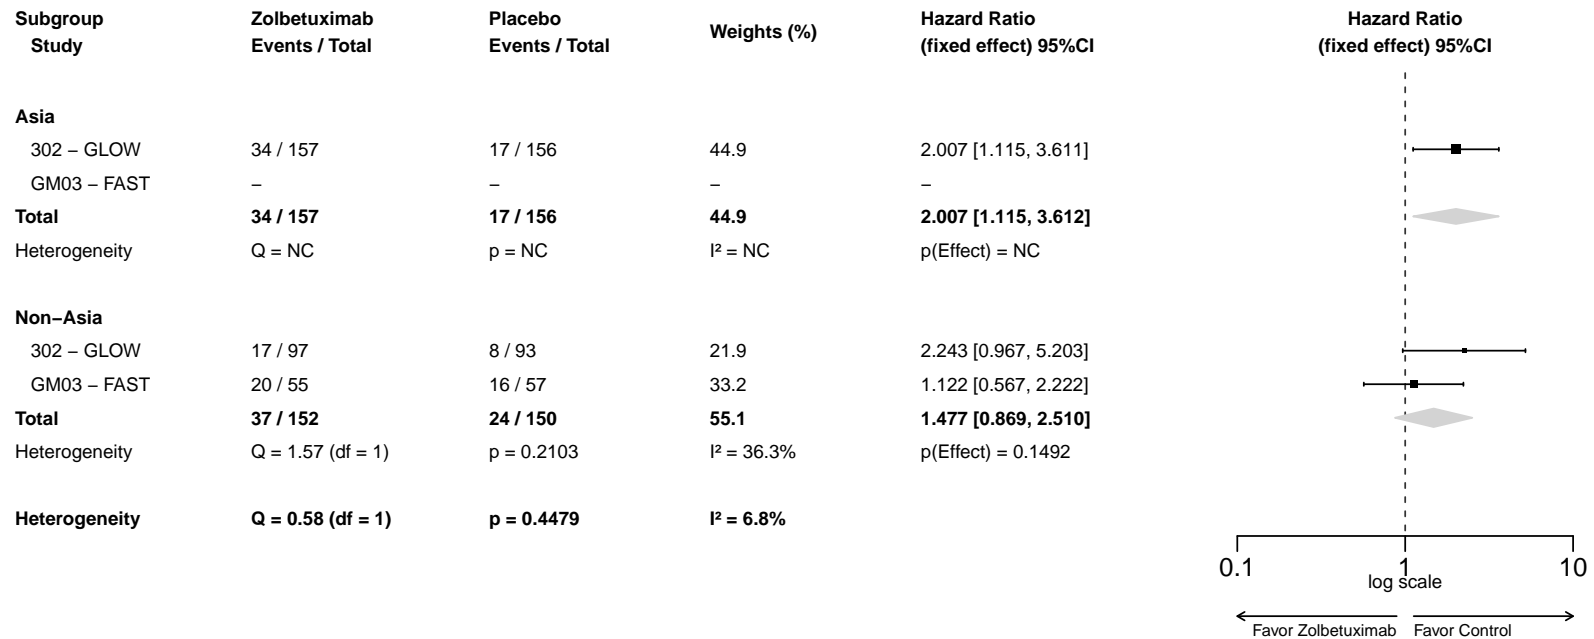 Subgroup Zolbetuximab Placebo Weights (%) Hazard Ratio Hazard Ratio
Study Events / Total Events / Total (fixed effect) 95%CI (fixed effect) 95%CI
Asia
302 − GLOW 34 / 157 17 / 156 44.9 2.007 [1.115, 3.611]
GM03 − FAST − − − −
Total 34 / 157 17 / 156 44.9 2.007 [1.115, 3.612]
Heterogeneity Q = NC p = NC I² = NC p(Effect) = NC
Non−Asia
302 − GLOW 17 / 97 8 / 93 21.9 2.243 [0.967, 5.203]
GM03 − FAST 20 / 55 16 / 57 33.2 1.122 [0.567, 2.222]
Total 37 / 152 24 / 150 55.1 1.477 [0.869, 2.510]
Heterogeneity Q = 1.57 (df = 1) p = 0.2103 I² = 36.3% p(Effect) = 0.1492
Heterogeneity Q = 0.58 (df = 1) p = 0.4479 I² = 6.8%
0.1 1 10
log scale
Favor Zolbetuximab Favor Control